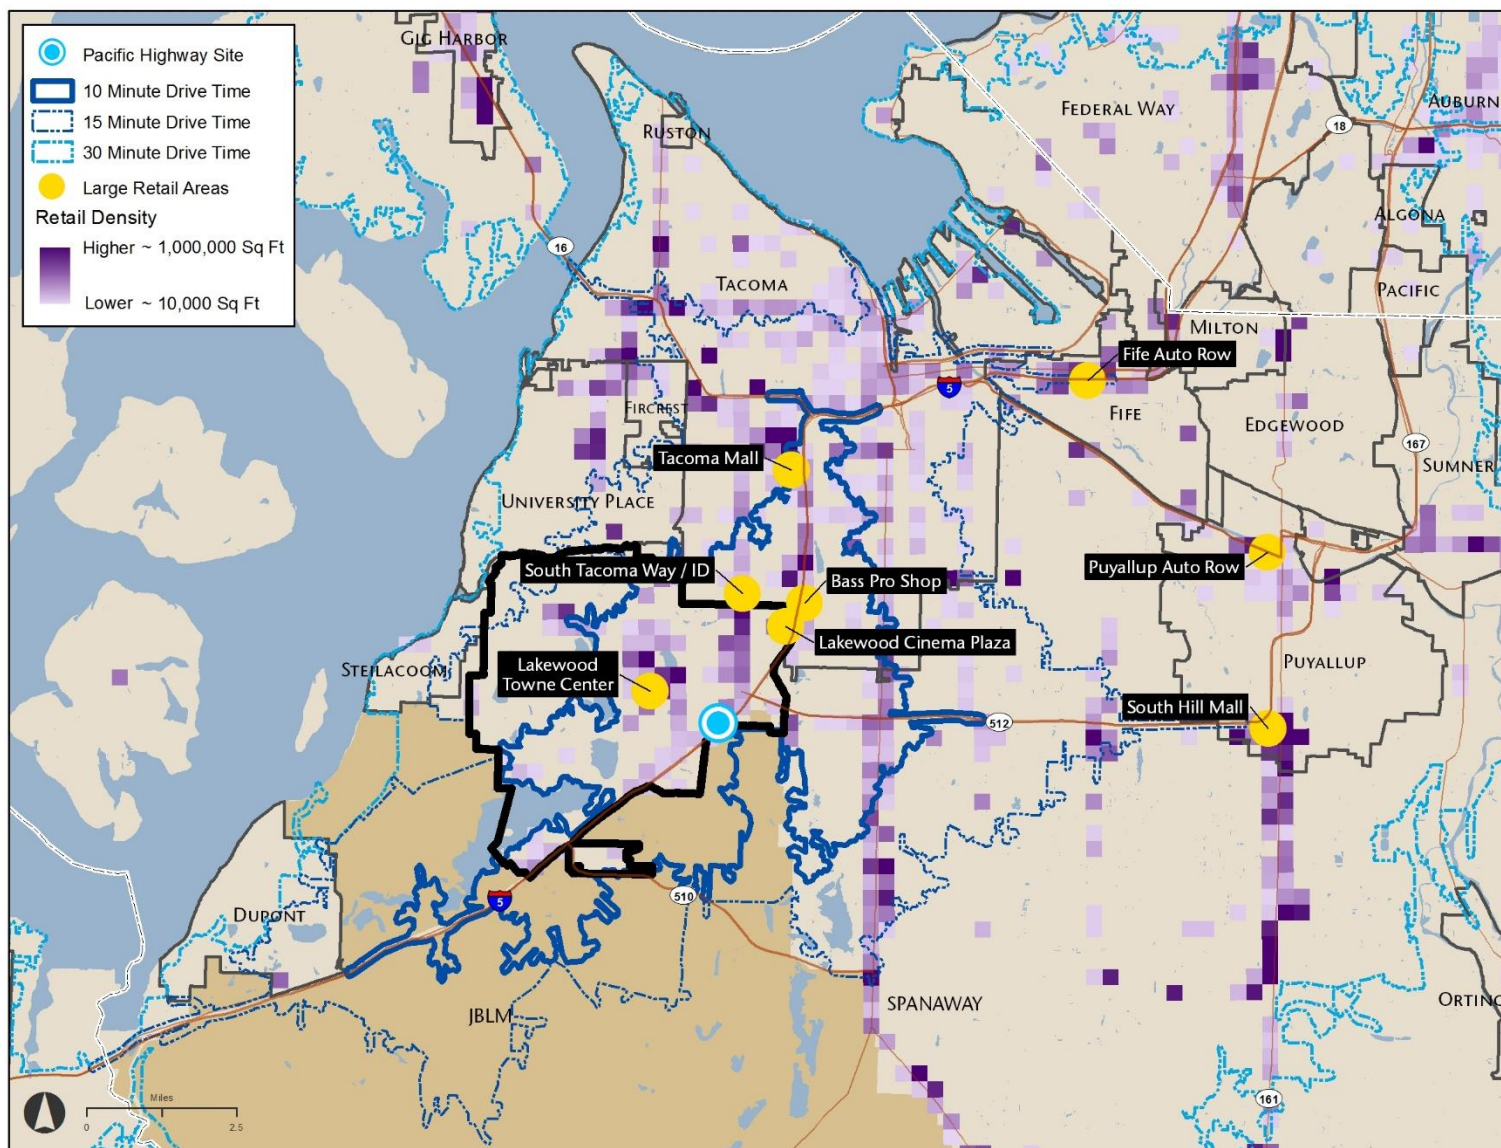 Pacific Highway Site
10 Minute Drive Time
15 Minute Drive Time
30 Minute Drive Time
Large Retail Areas
Retail Density
Higher ~ 1,000,000 Sq Ft
Lower ~ 10,000 Sq Ft
GIG HARBOR
RUSTON
FEDERAL WAY
AUBURN
18
ALGONA
16
TACOMA
PACIFIC
MILTON
Fife Auto Row
5
FIFE
FIRCREST
EDGEWOOD
167
SUMNER
Tacoma Mall
UNIVERSITY PLACE
Puyallup Auto Row
South Tacoma Way / ID
Bass Pro Shop
Lakewood Cinema Plaza
STEILACOOM
Lakewood
Towne Center
PUYALLUP
South Hill Mall
512
510
5
DUPONT
SPANAWAY
ORTING
JBLM
161
Miles
0
2.5